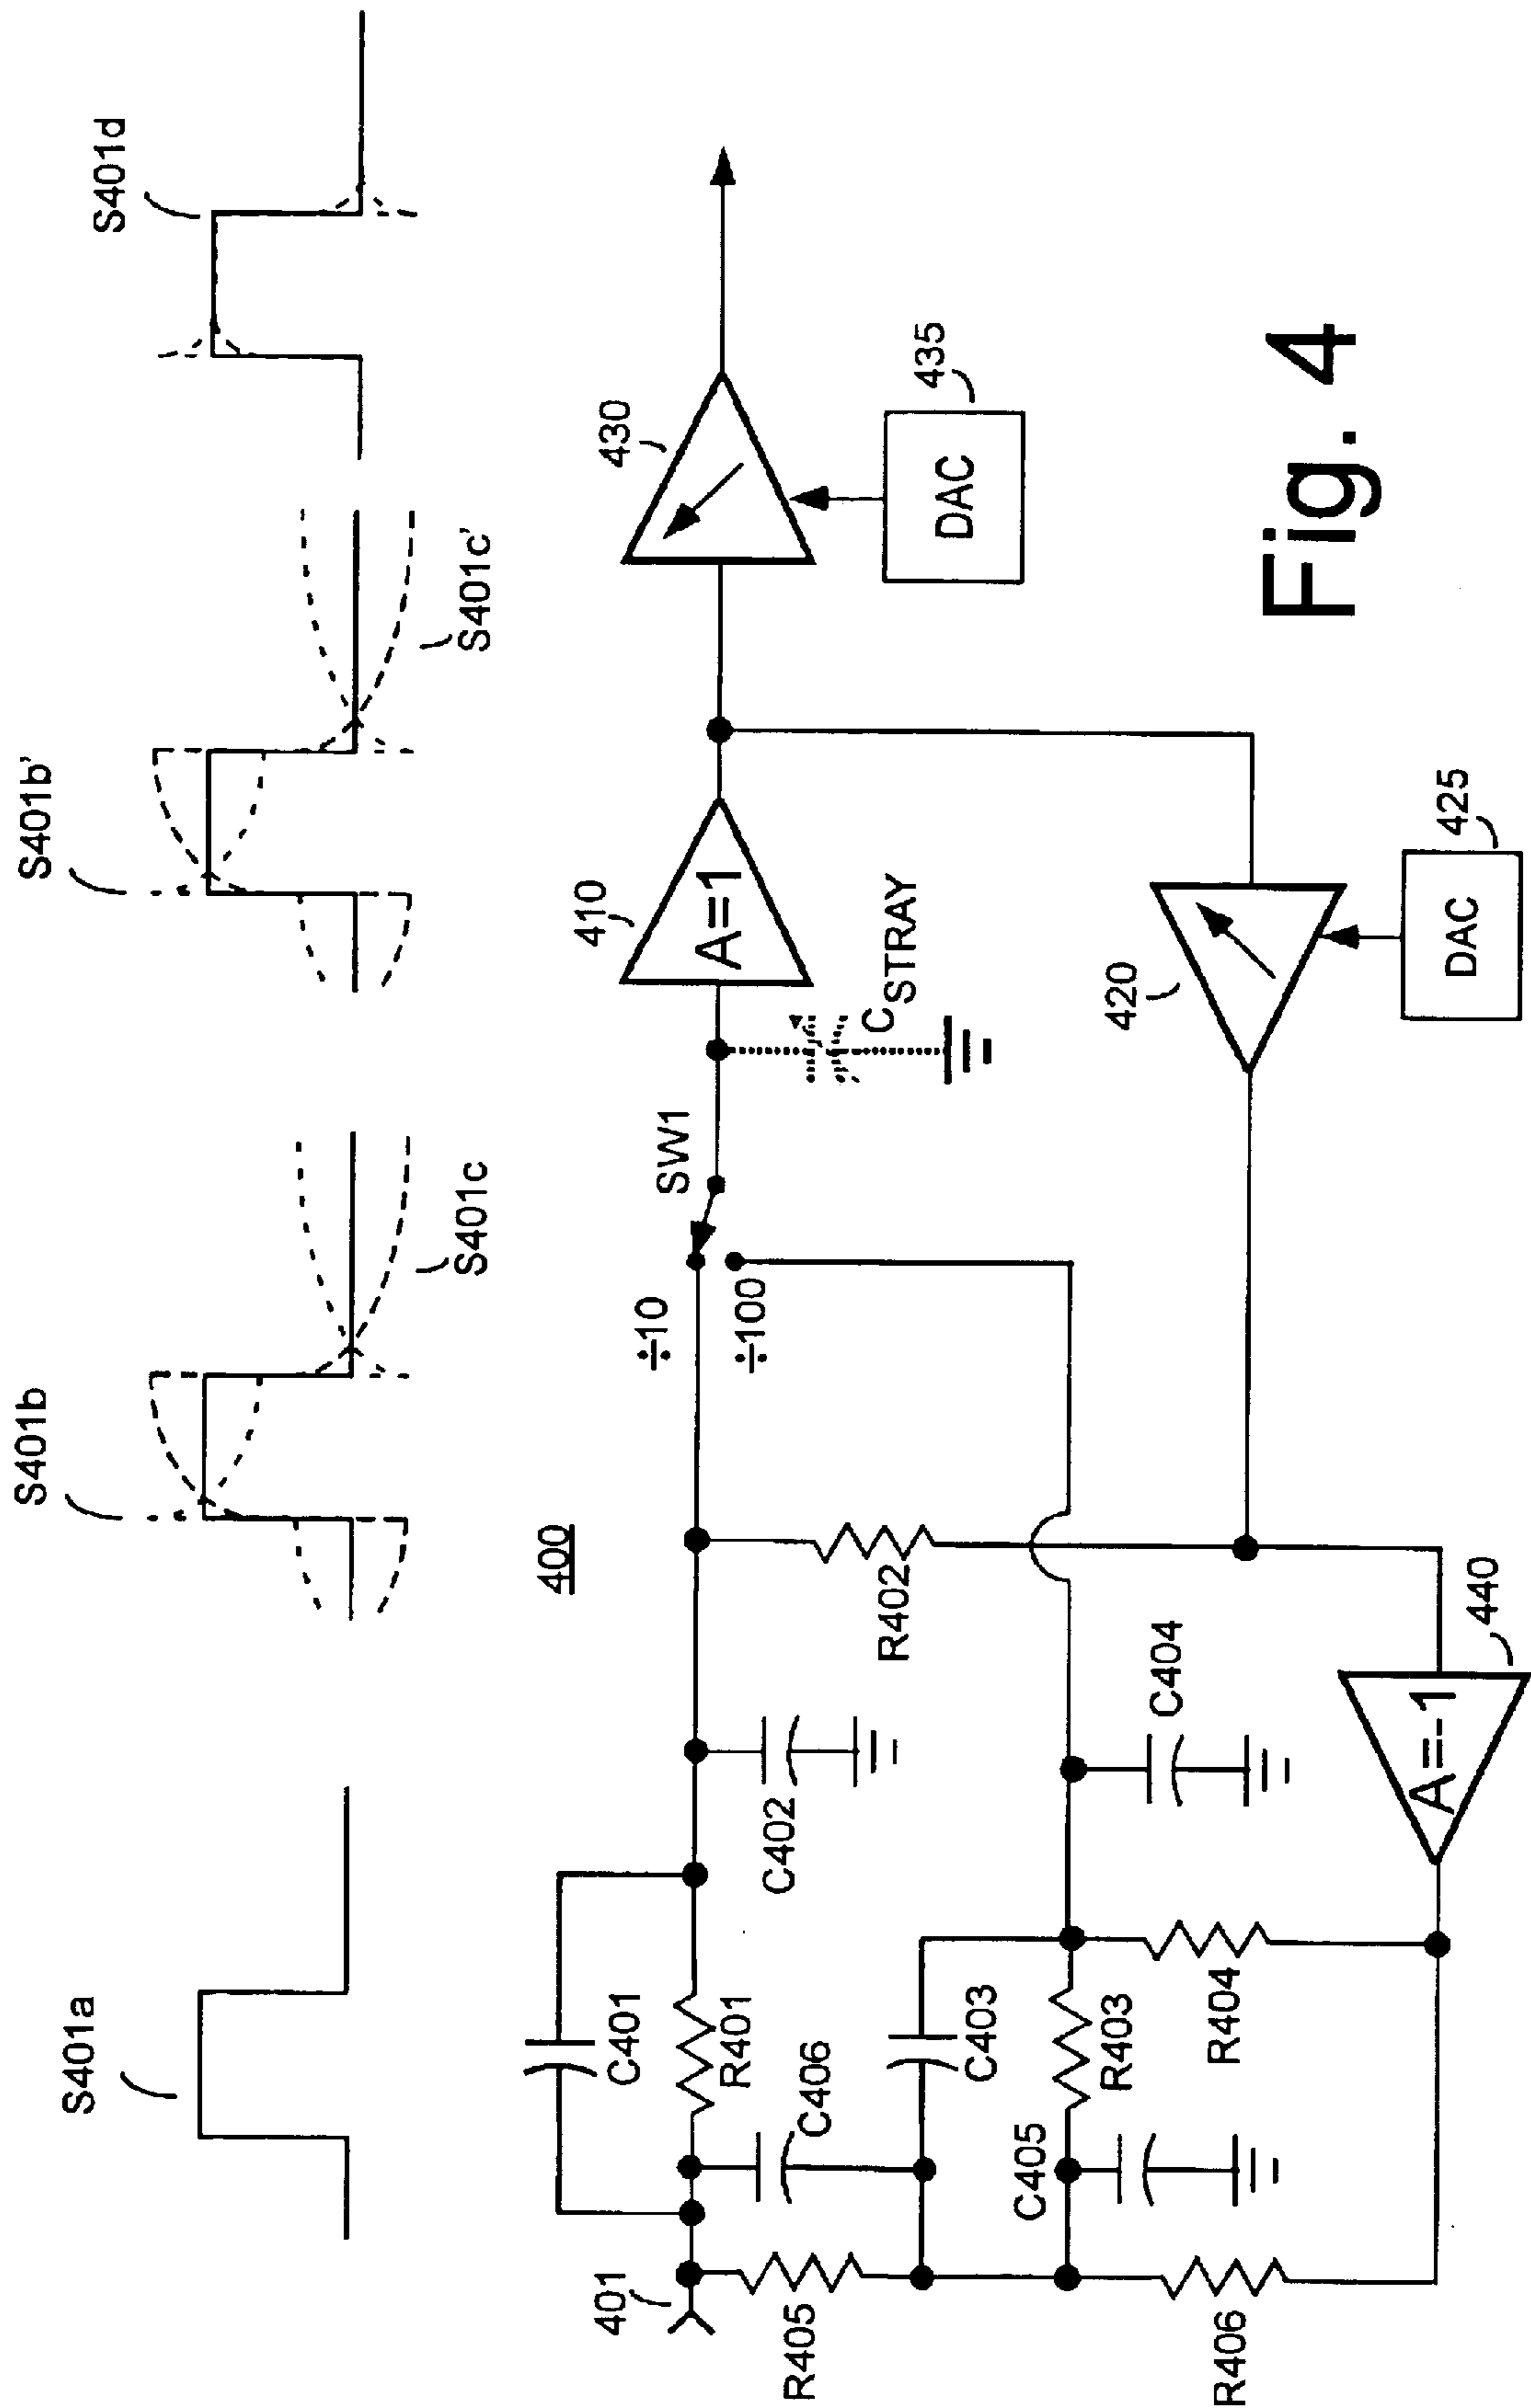 S401a
S401b
S401c
S401b'
S401c'
S401d
400
401
C401
R401
C406
C402
÷10
÷100
SW1
410
A=1
C STRAY
430
DAC
435
R405
C403
C405
R403
R404
C404
R402
420
DAC
425
R406
A=-1
440
Fig. 4